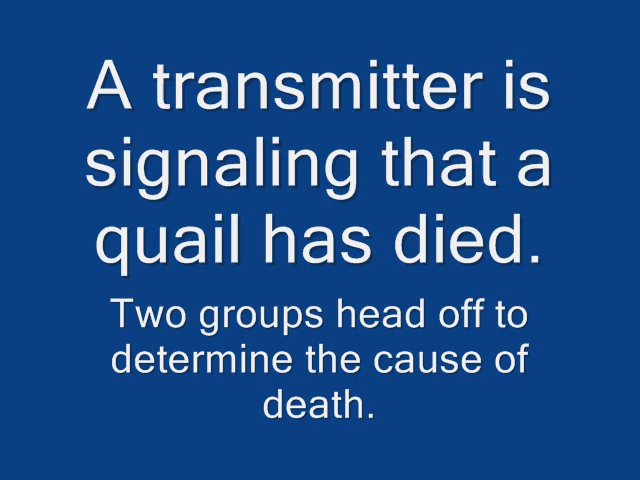 A transmitter is
signaling that a
quail has died.
Two groups head off to
determine the cause of
death.